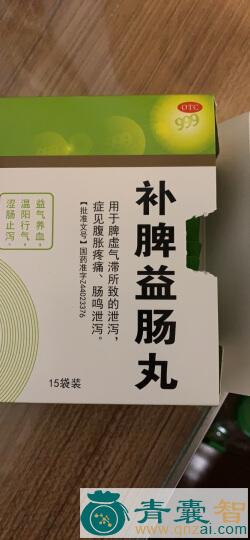 OTC
999
补脾益肠丸
用于脾虚气滞所致的泄泻，
症见腹胀疼痛、肠鸣泄泻。
【批准文号】国药准字Z44023376
益气养血，
温阳行气，
涩肠止泻。
15袋装
青囊智
qnzai.com